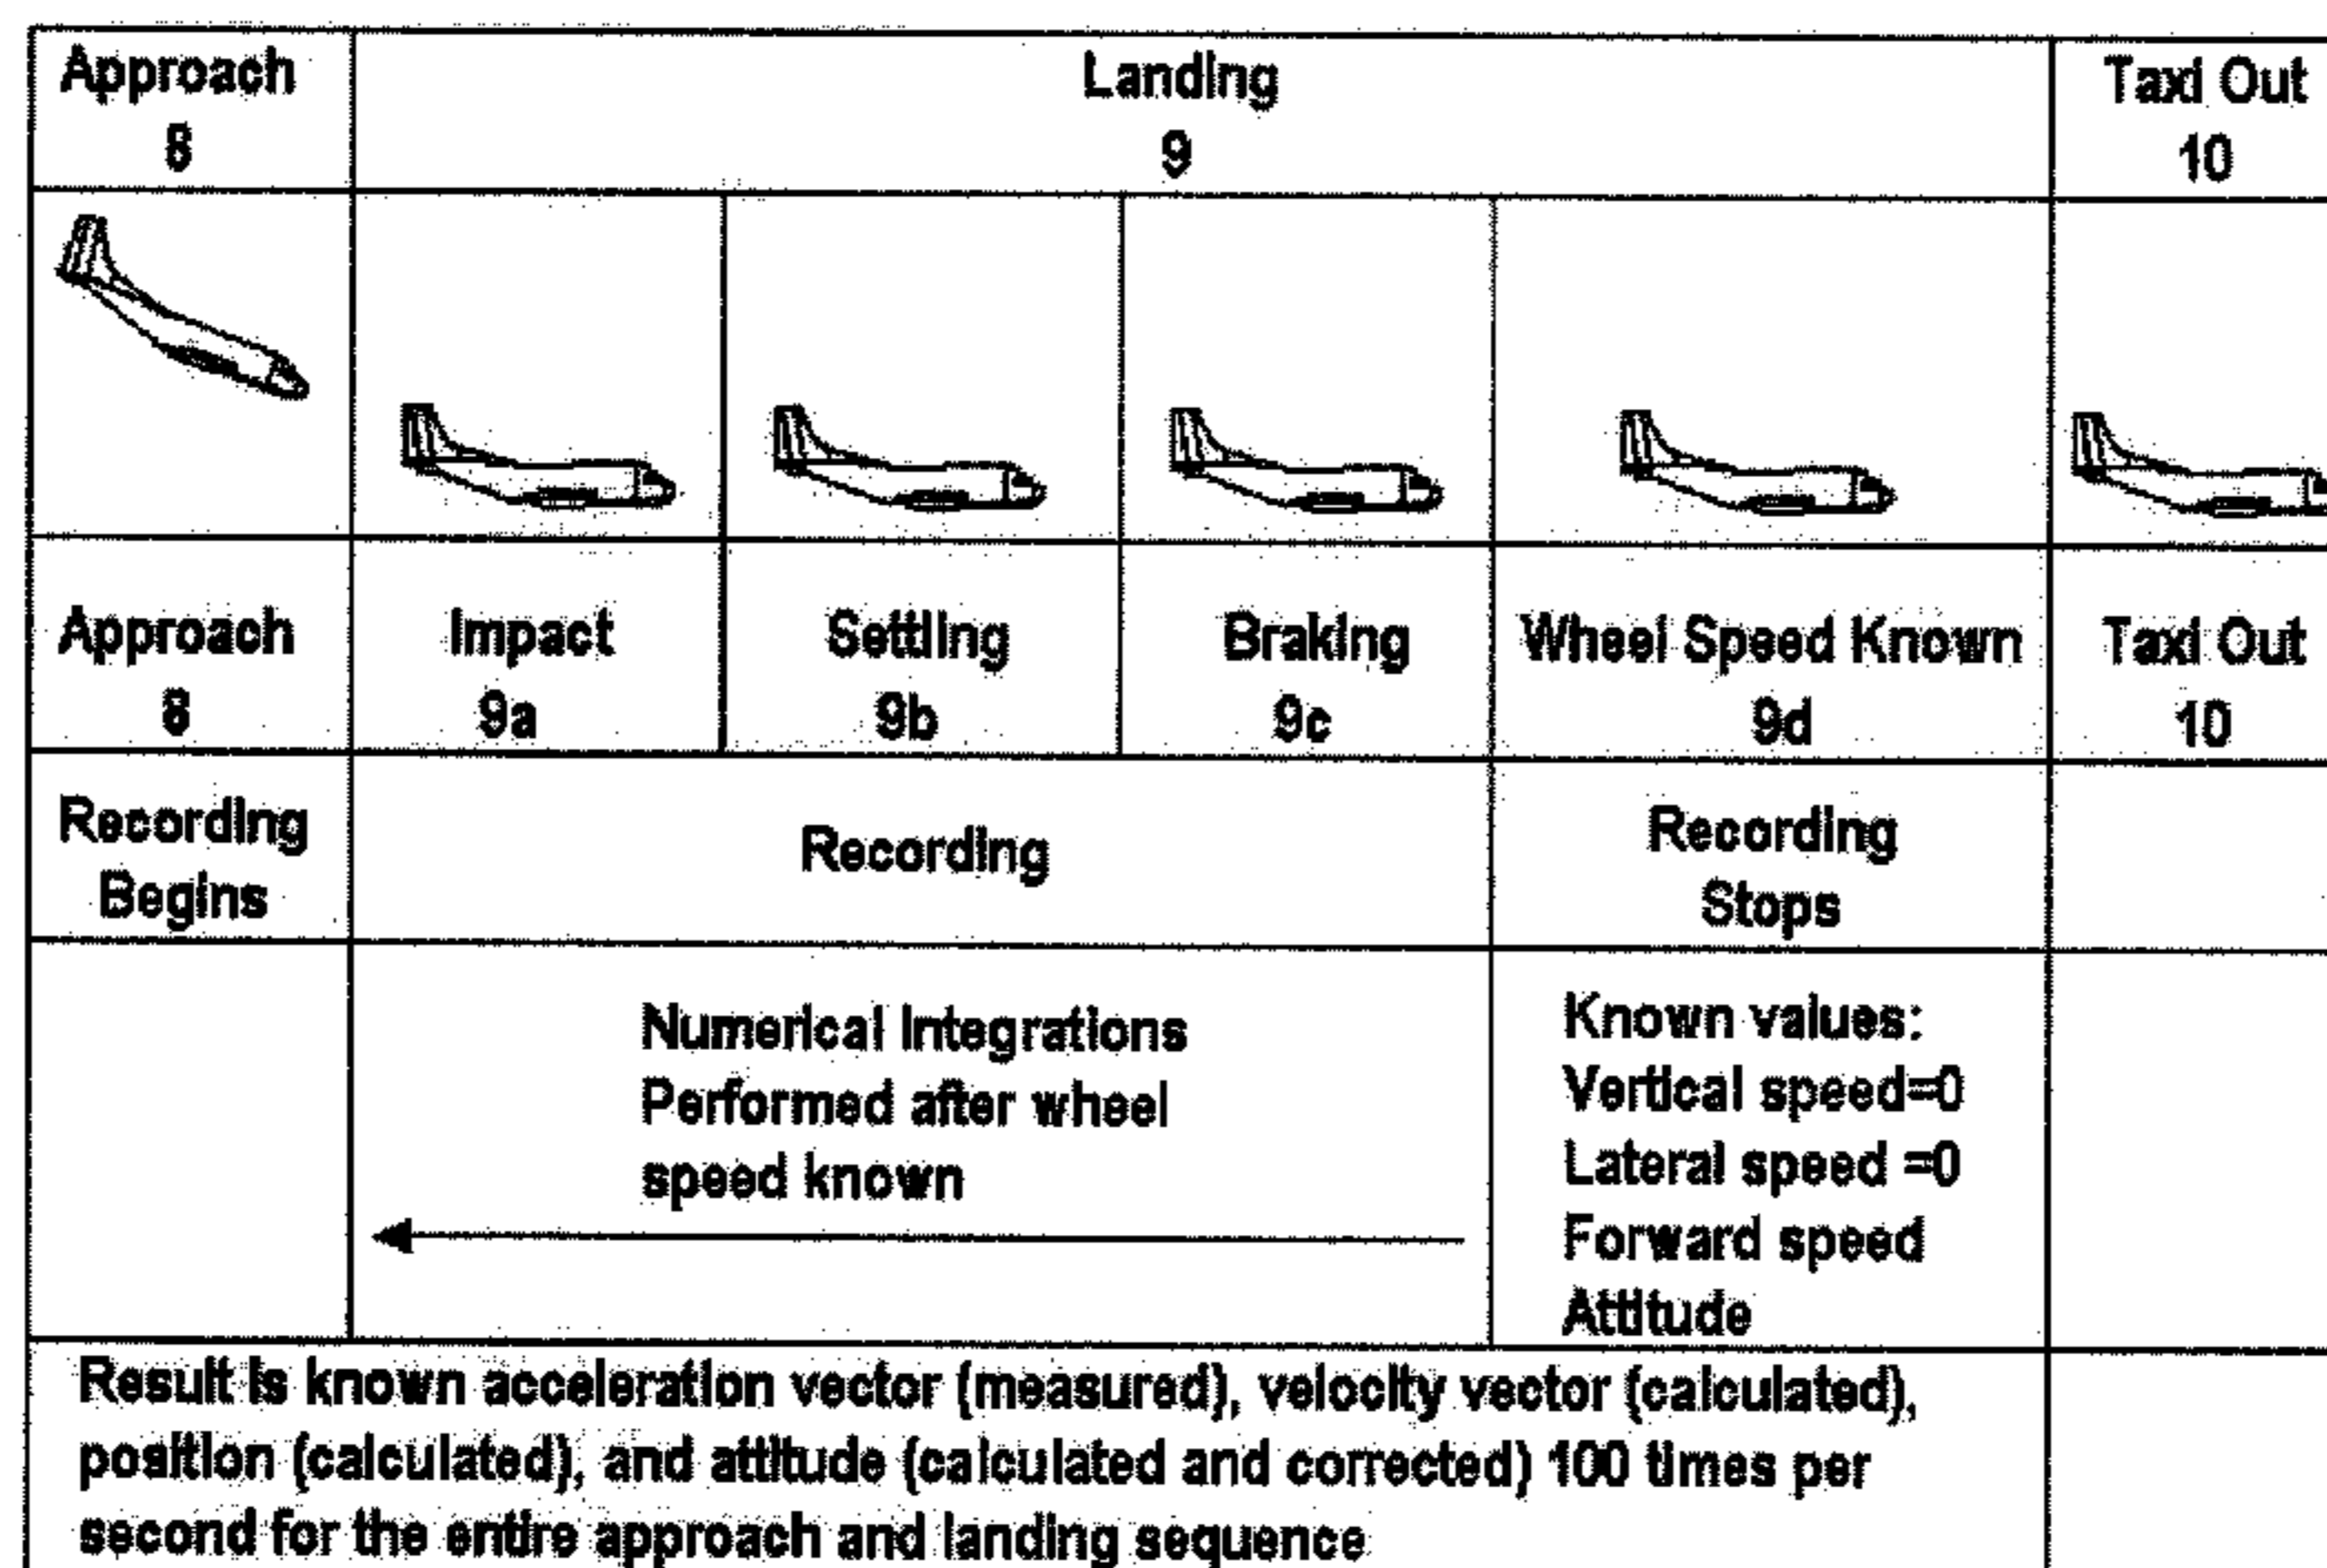 Approach
8
Landing
9
Taxi Out
10
Approach
8
Impact
9a
Settling
9b
Braking
9c
Wheel Speed Known
9d
Taxi Out
10
Recording
Begins
Recording
Recording
Stops
Numerical Integrations
Performed after wheel
speed known
Known values:
Vertical speed=0
Lateral speed =0
Forward speed
Attitude
Result is known acceleration vector (measured), velocity vector (calculated),
position (calculated), and attitude (calculated and corrected) 100 times per
second for the entire approach and landing sequence